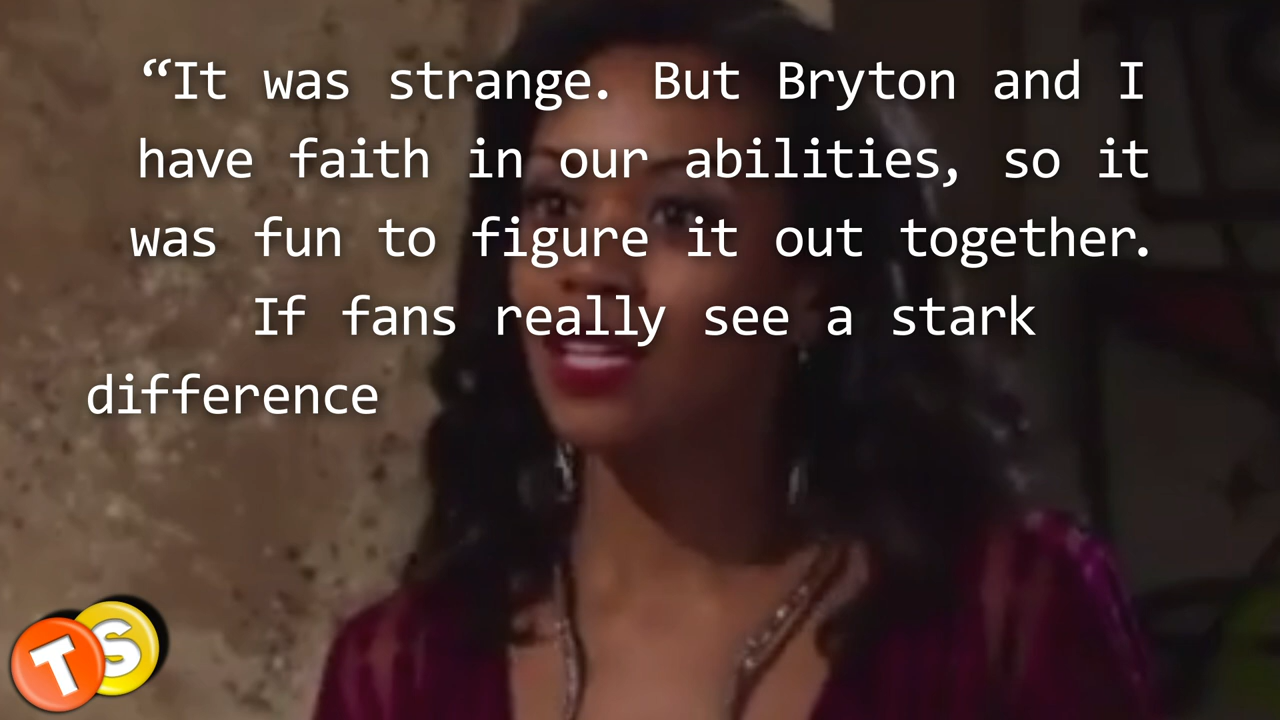 “It was strange. But Bryton and I
have faith in our abilities, so it
was fun to figure it out together.
If fans really see a stark
difference
TS